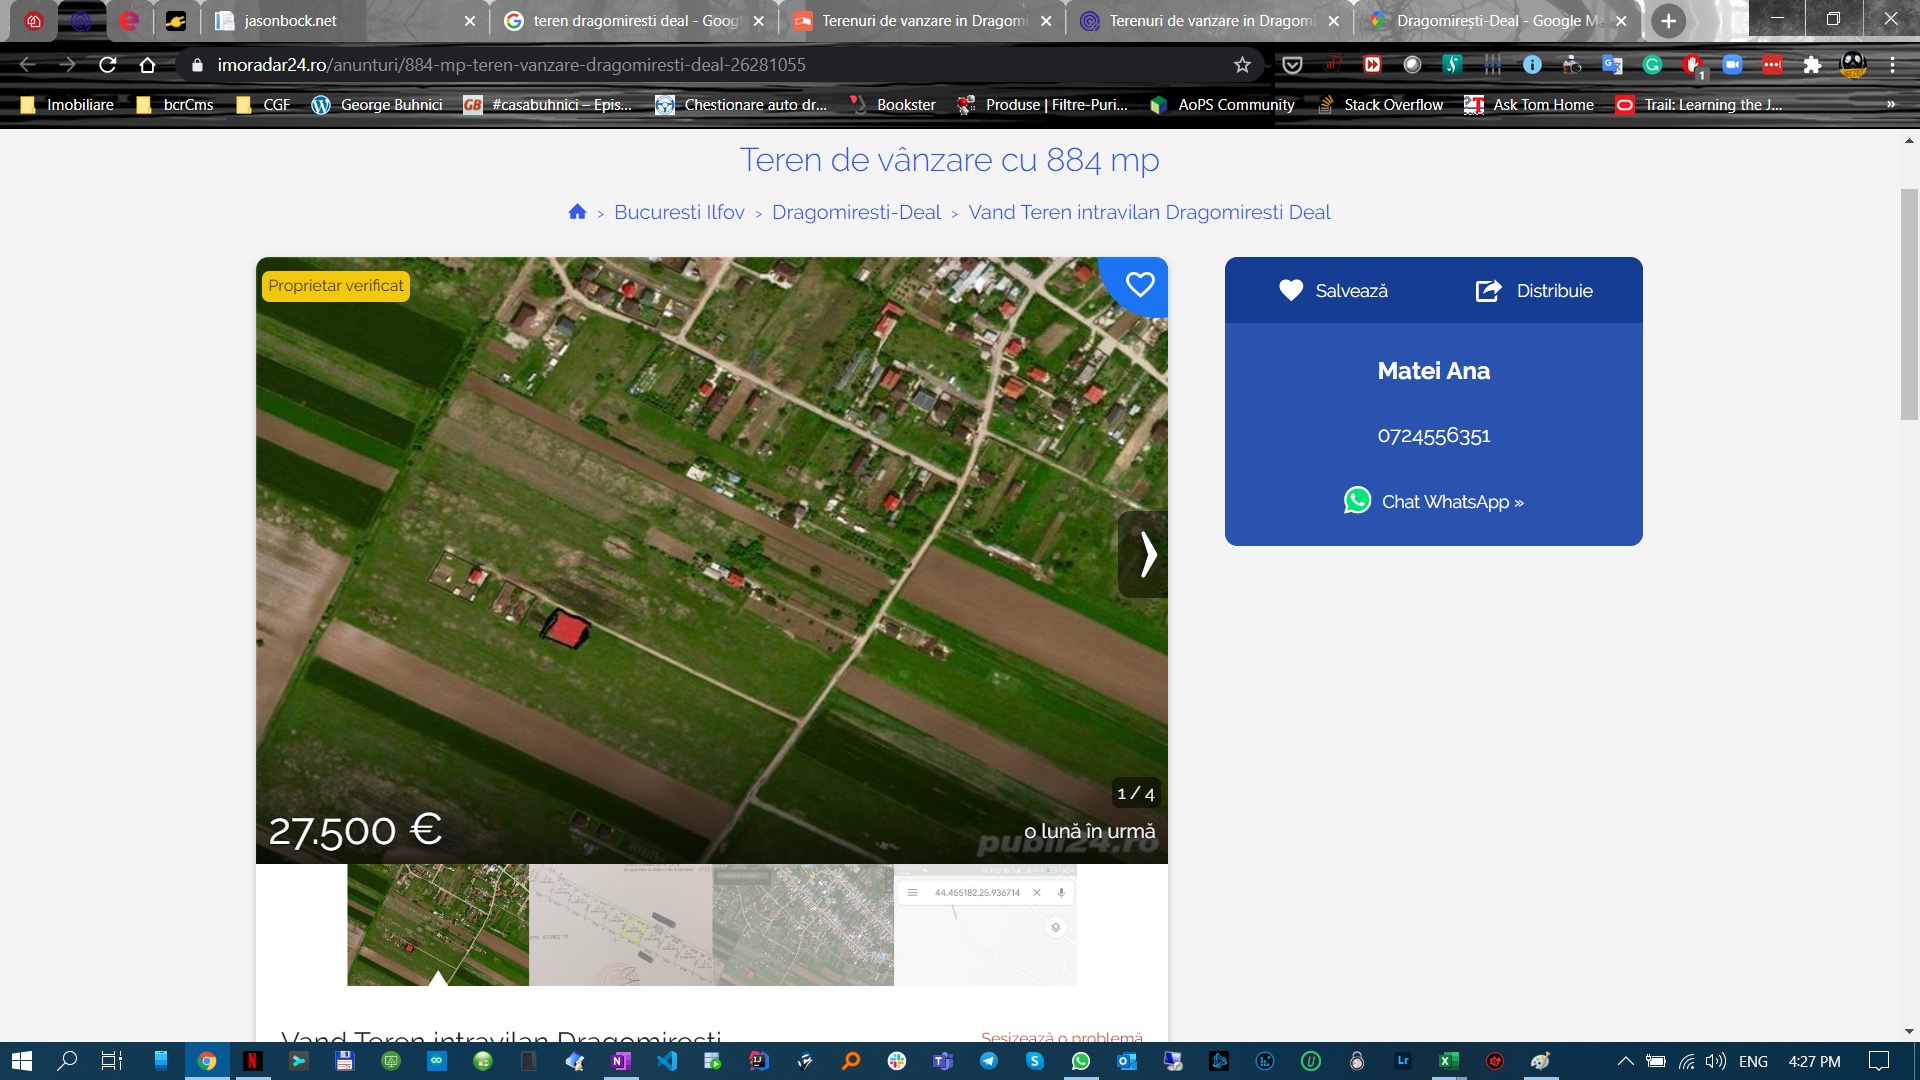 jasonbock.net
teren dragomiresti deal - Goog
Terenuri de vanzare in Dragomi
Terenuri de vanzare in Dragomi
Dragomirești-Deal - Google Ma
imoradar24.ro/anunturi/884-mp-teren-vanzare-dragomiresti-deal-26281055
1
Imobiliare
bcrCms
CGF
George Buhnici
#casabuhnici – Epis...
Chestionare auto dr...
Bookster
Produse | Filtre-Puri...
AoPS Community
Stack Overflow
Ask Tom Home
Trail: Learning the J...
»
Teren de vânzare cu 884 mp
> Bucuresti Ilfov > Dragomiresti-Deal > Vand Teren intravilan Dragomiresti Deal
Proprietar verificat
Salvează
Distribuie
Matei Ana
0724556351
Chat WhatsApp »
1 / 4
27.500 €
o lună în urmă
publi24.ro
44.455182,25.936714
Vand Teren intravilan Dragomiresti
Sesizează o problemă
ENG
4:27 PM